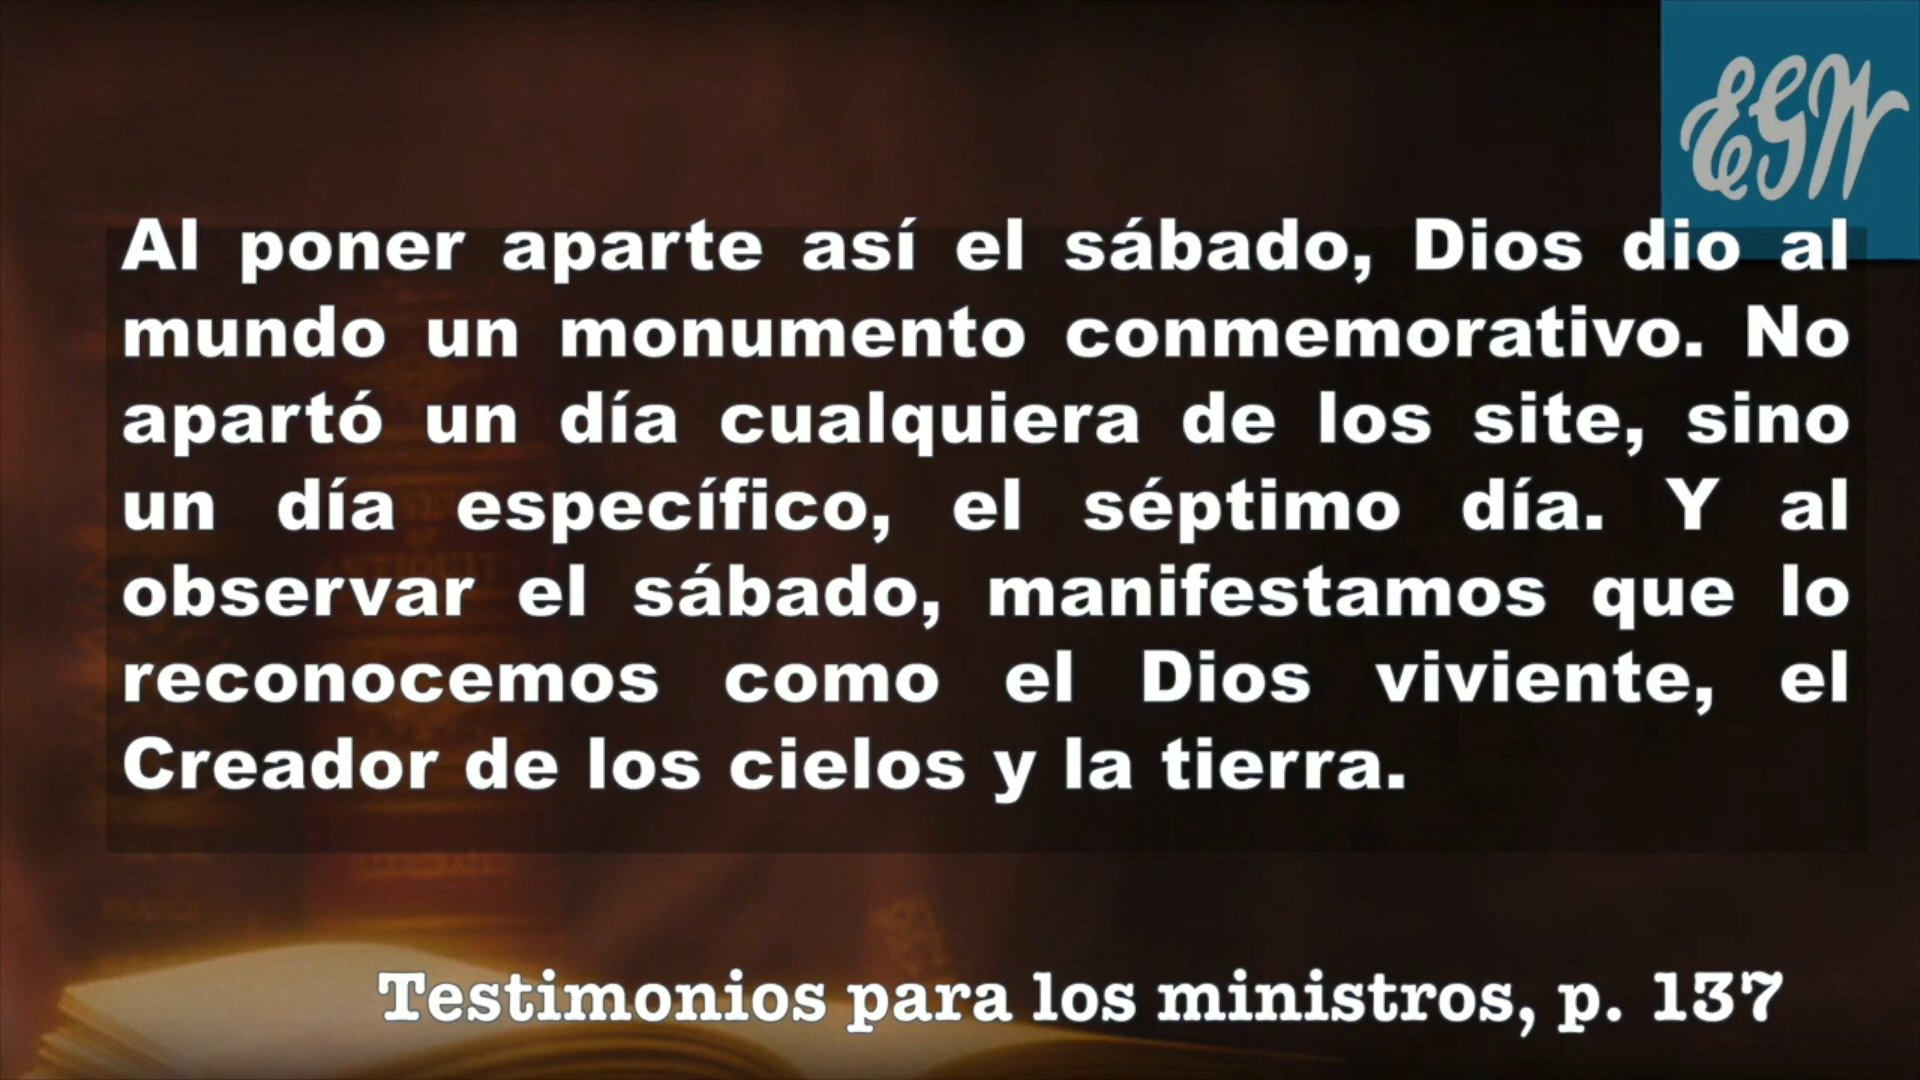 EGW
Al poner aparte así el sábado, Dios dio al
mundo un monumento conmemorativo. No
apartó un día cualquiera de los site, sino
un día específico, el séptimo día. Y al
observar el sábado, manifestamos que lo
reconocemos como el Dios viviente, el
Creador de los cielos y la tierra.
ANTIQUITY
Testimonios para los ministros, p. 137